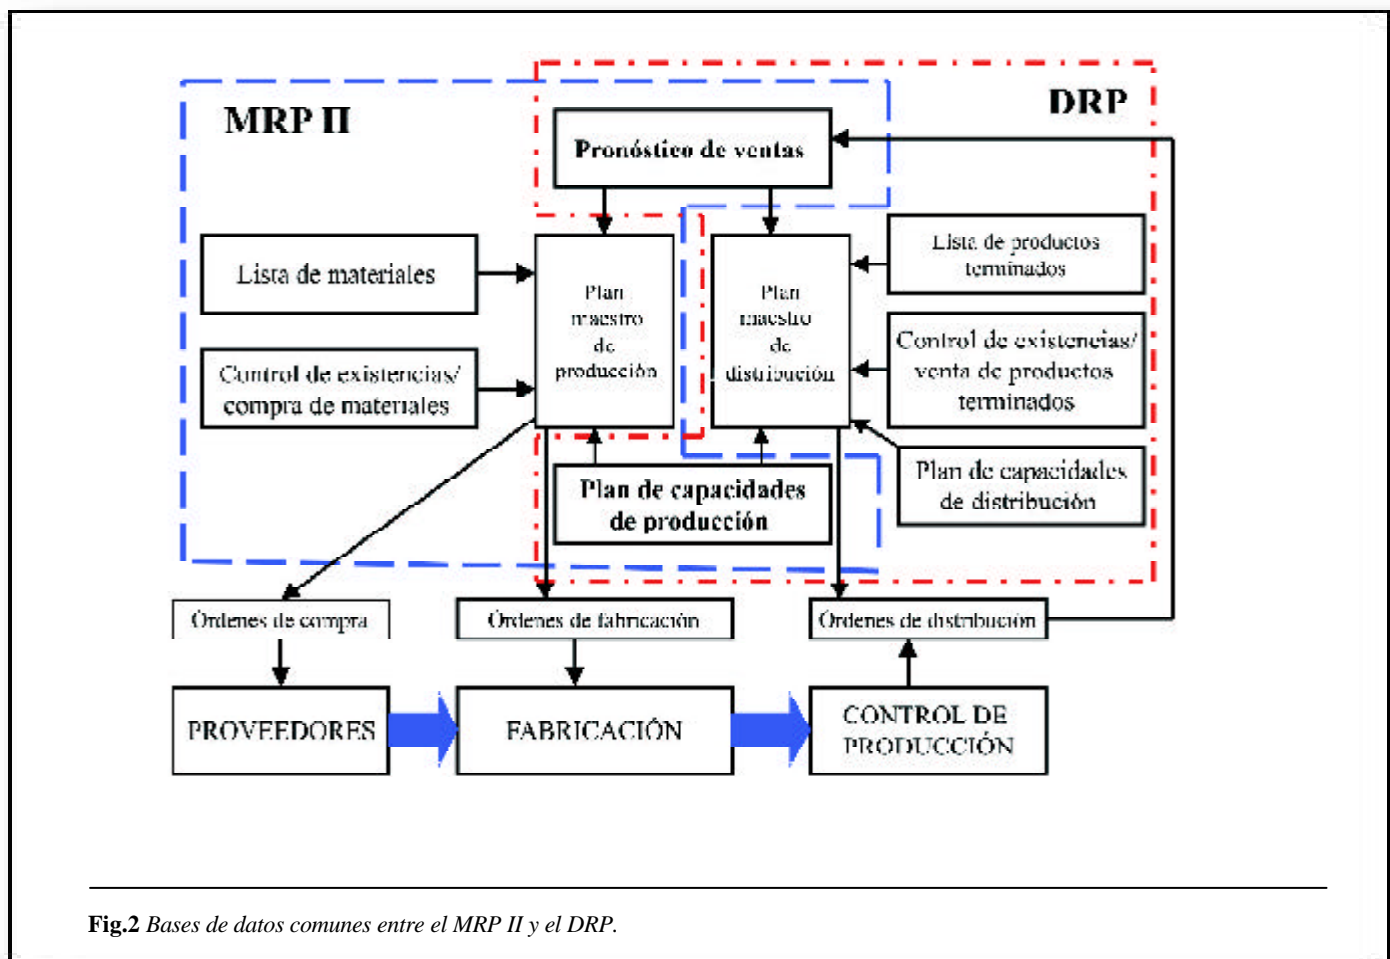 MRP II
DRP
Pronóstico de ventas
Lista de materiales
Control de existencias/
compra de materiales
Plan
maestro
de
producción
Plan
maestro
de
distribución
Lista de productos
terminados
Control de existencias/
venta de productos
terminados
Plan de capacidades
de distribución
Plan de capacidades
de producción
Órdenes de compra
Órdenes de fabricación
Órdenes de distribución
PROVEEDORES
FABRICACIÓN
CONTROL DE
PRODUCCIÓN
Fig.2 Bases de datos comunes entre el MRP II y el DRP.